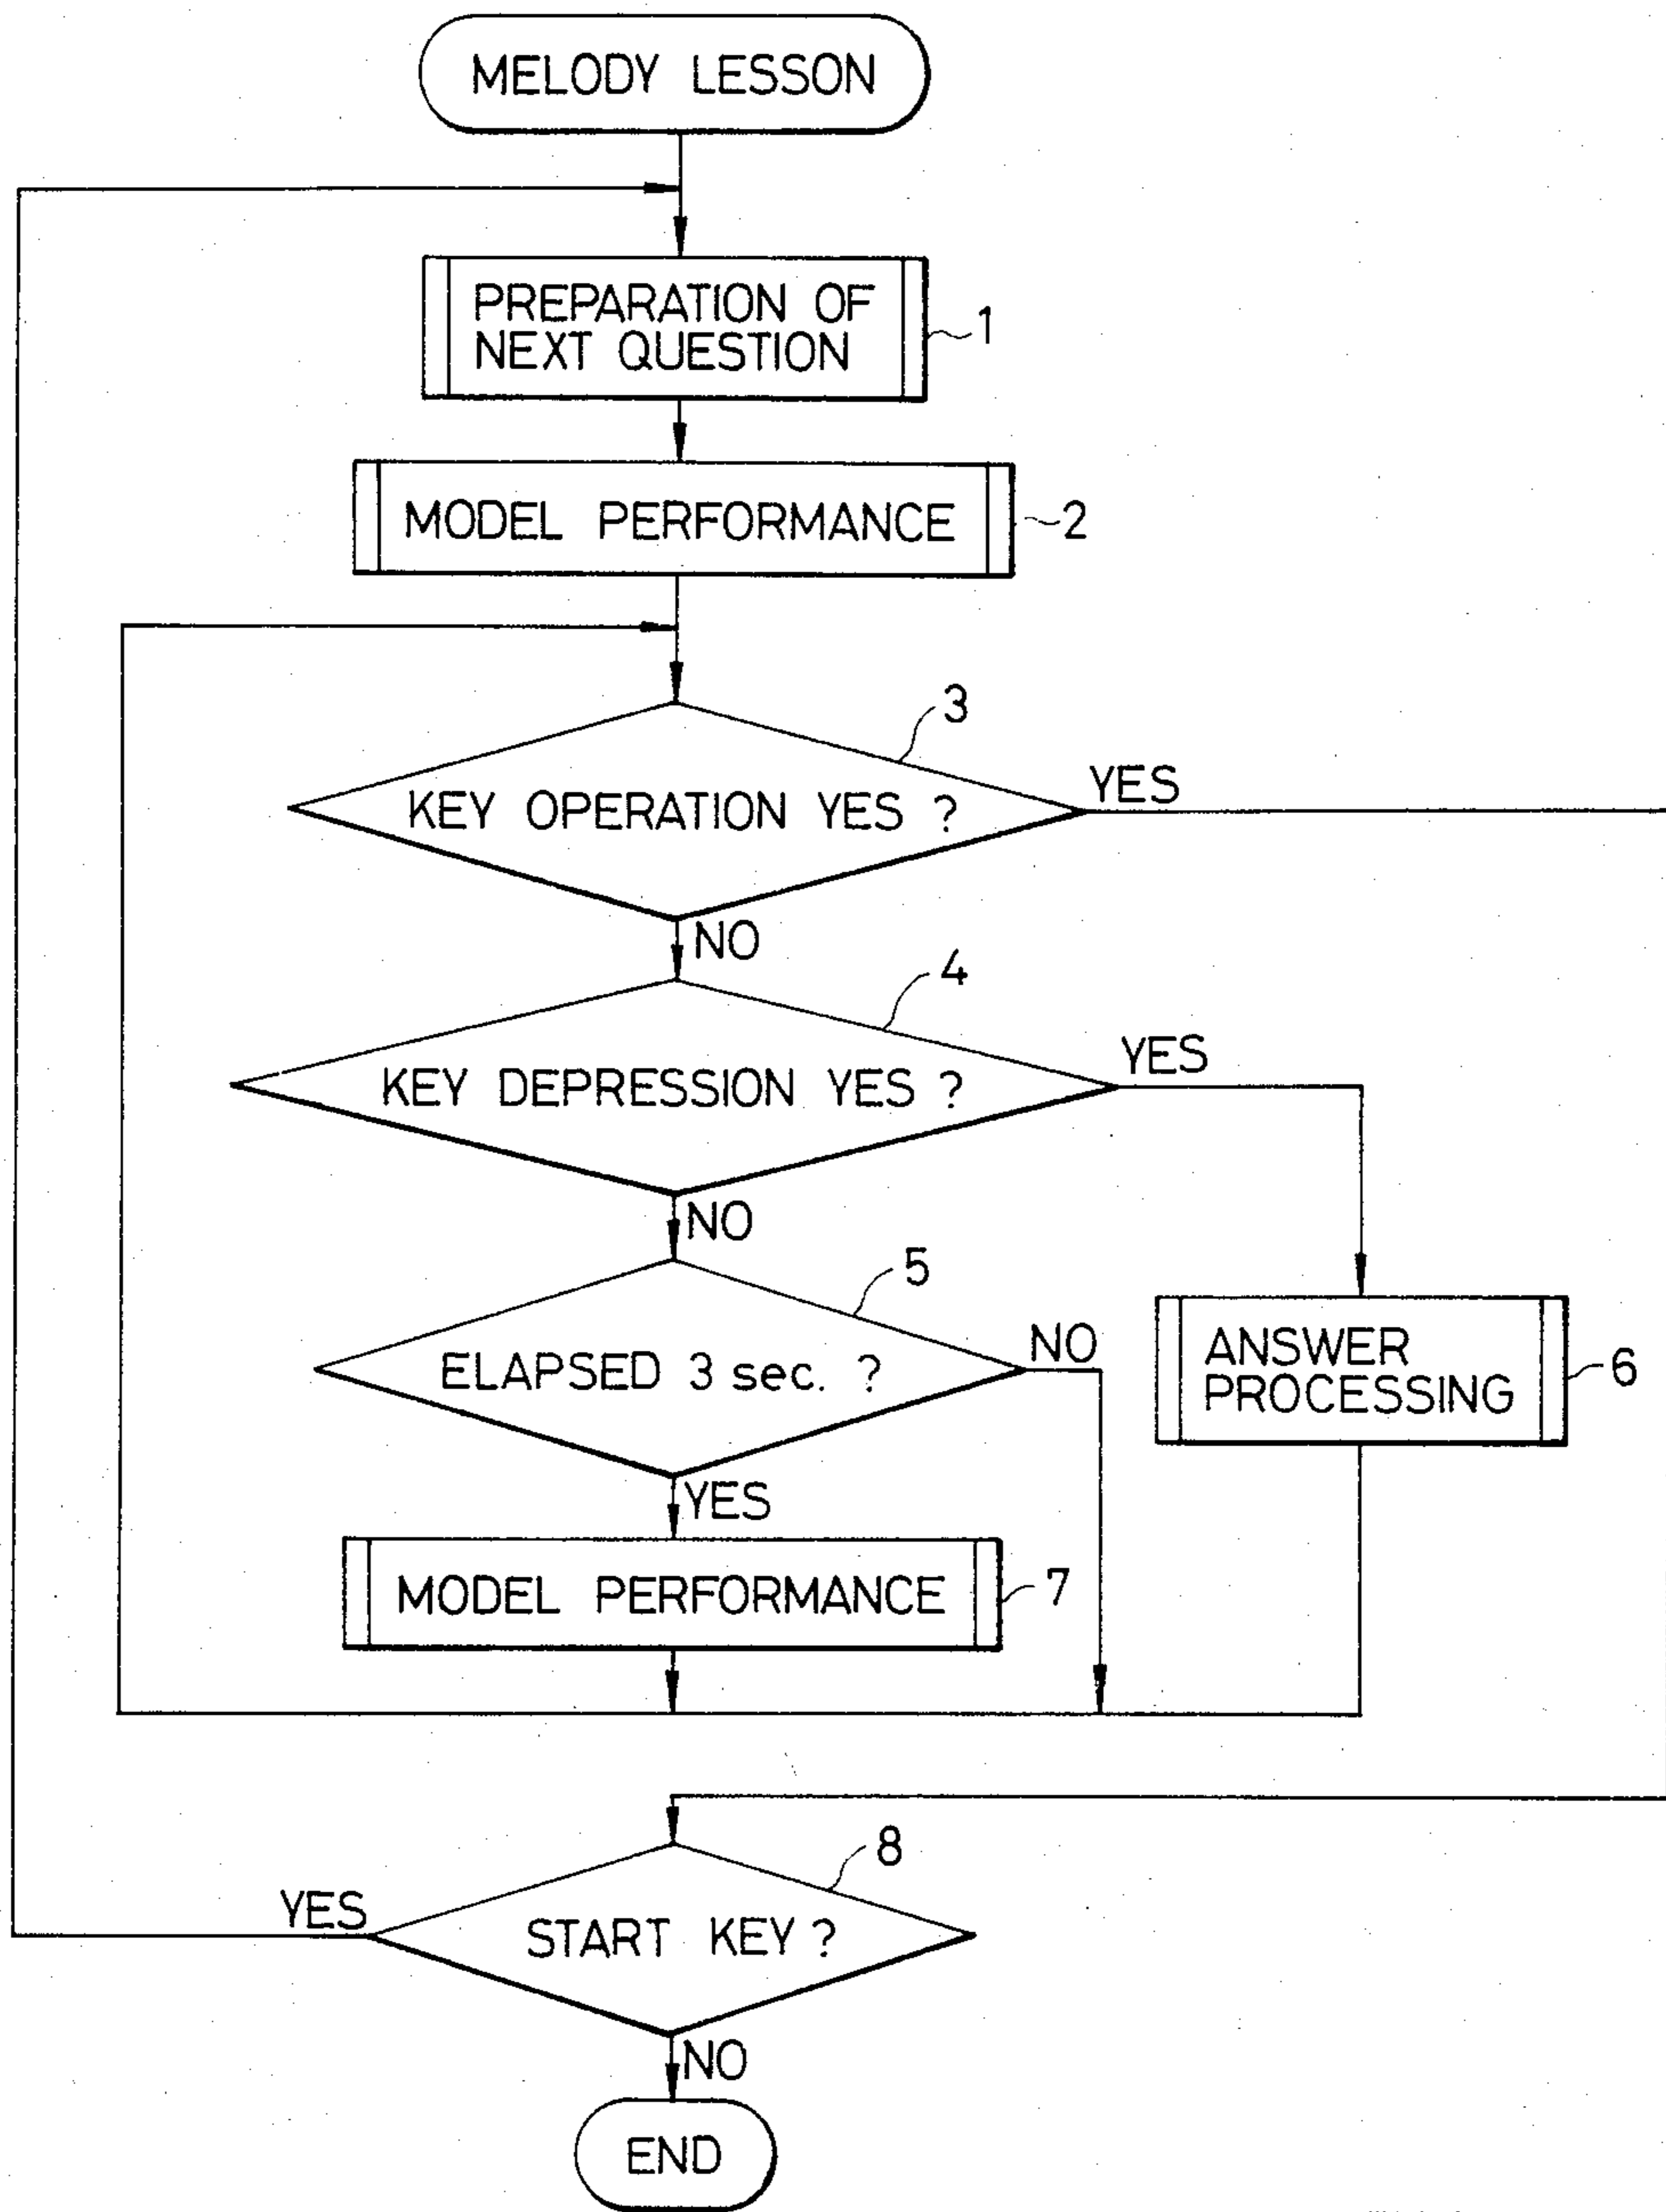 MELODY LESSON
PREPARATION OF
NEXT QUESTION
1
MODEL PERFORMANCE
2
3
KEY OPERATION YES ?
YES
NO
4
KEY DEPRESSION YES ?
YES
NO
5
ELAPSED 3 sec. ?
NO
ANSWER
PROCESSING
6
YES
MODEL PERFORMANCE
7
8
YES
START KEY ?
NO
END